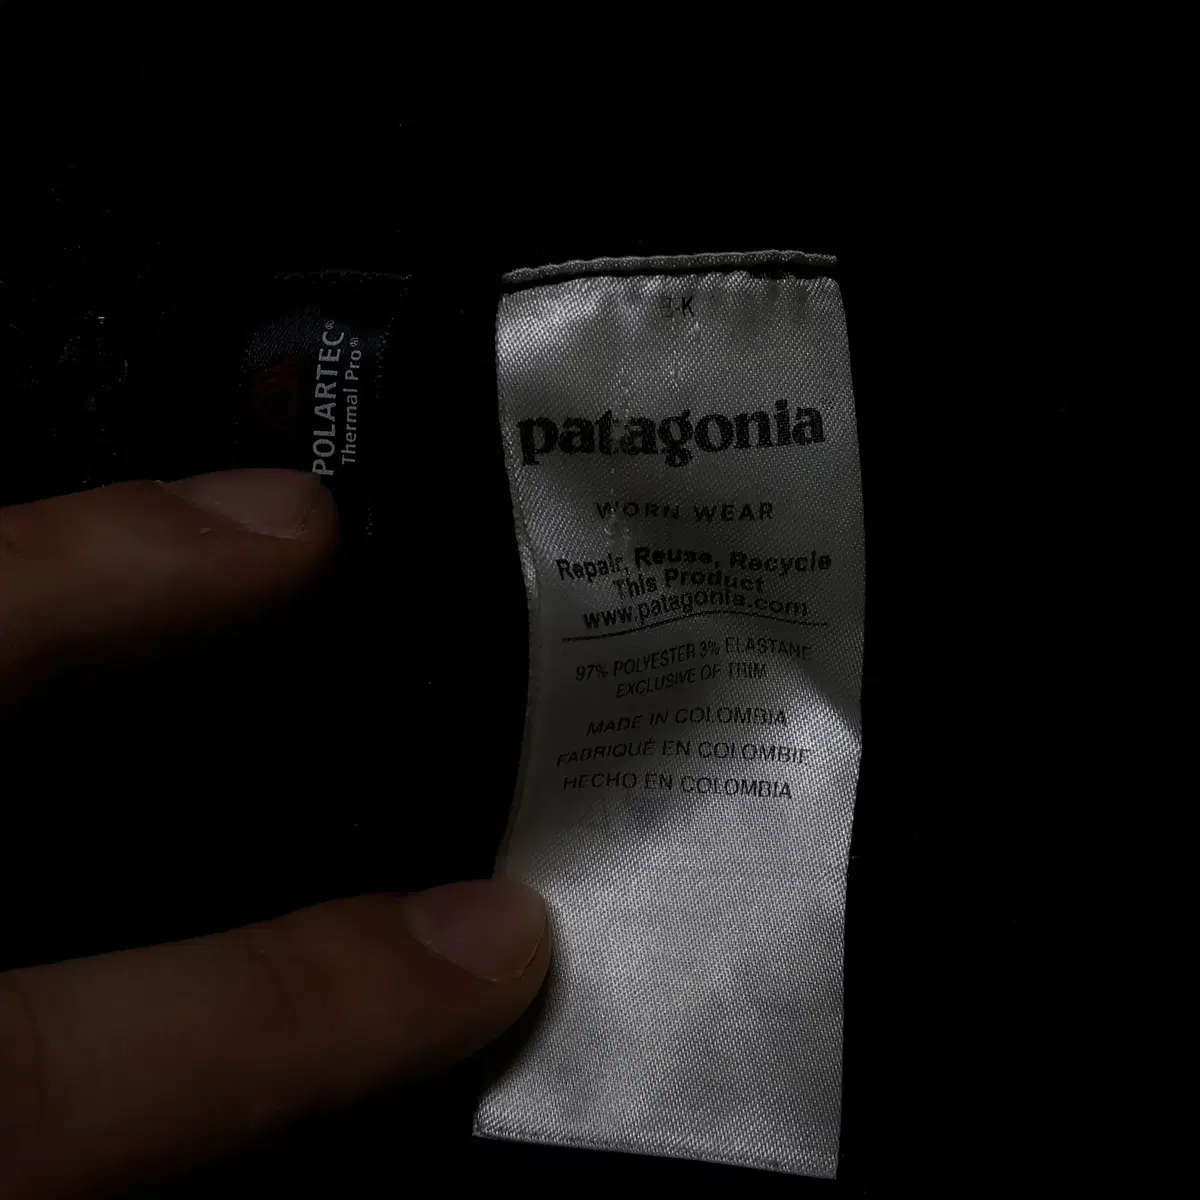 POLARTEC®
Thermal Pro®
patagonia
WORN WEAR
Repair, Reuse, Recycle
This Product
www.patagonia.com
97% POLYESTER 3% ELASTANE
EXCLUSIVE OF TRIM
MADE IN COLOMBIA
FABRIQUÉ EN COLOMBIE
HECHO EN COLOMBIA